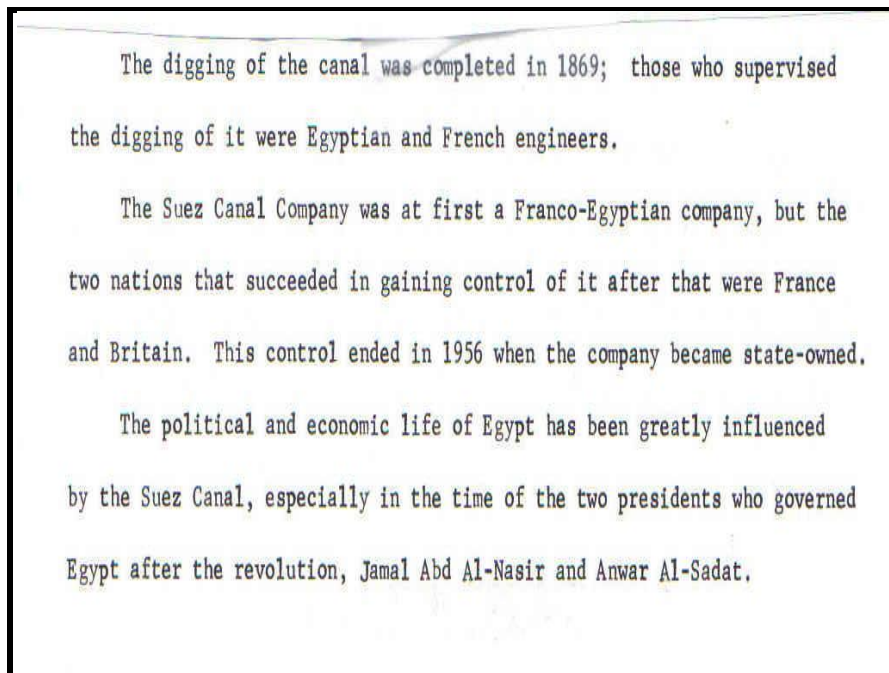 The digging of the canal was completed in 1869; those who supervised
the digging of it were Egyptian and French engineers.
The Suez Canal Company was at first a Franco-Egyptian company, but the
two nations that succeeded in gaining control of it after that were France
and Britain. This control ended in 1956 when the company became state-owned.
The political and economic life of Egypt has been greatly influenced
by the Suez Canal, especially in the time of the two presidents who governed
Egypt after the revolution, Jamal Abd Al-Nasir and Anwar Al-Sadat.